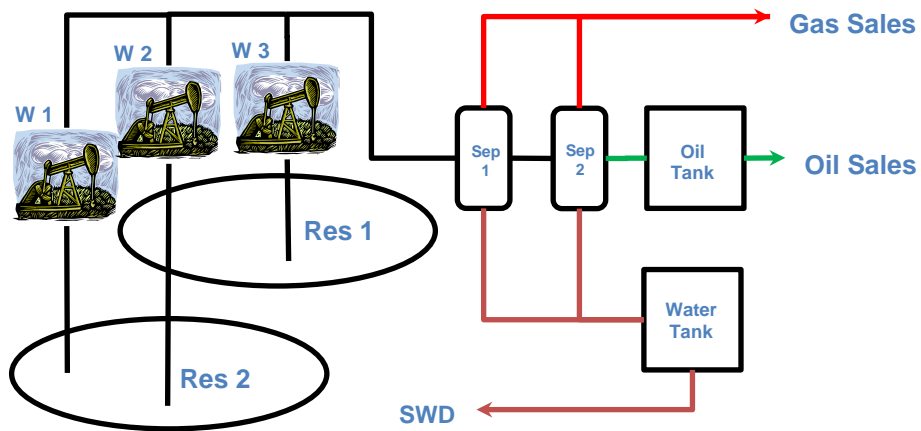 W 1
W 2
W 3
Gas Sales
Sep
1
Sep
2
Oil
Tank
Oil Sales
Res 1
Water
Tank
Res 2
SWD